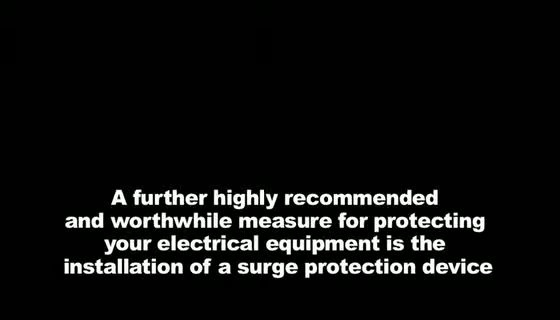 A further highly recommended
and worthwhile measure for protecting
your electrical equipment is the
installation of a surge protection device